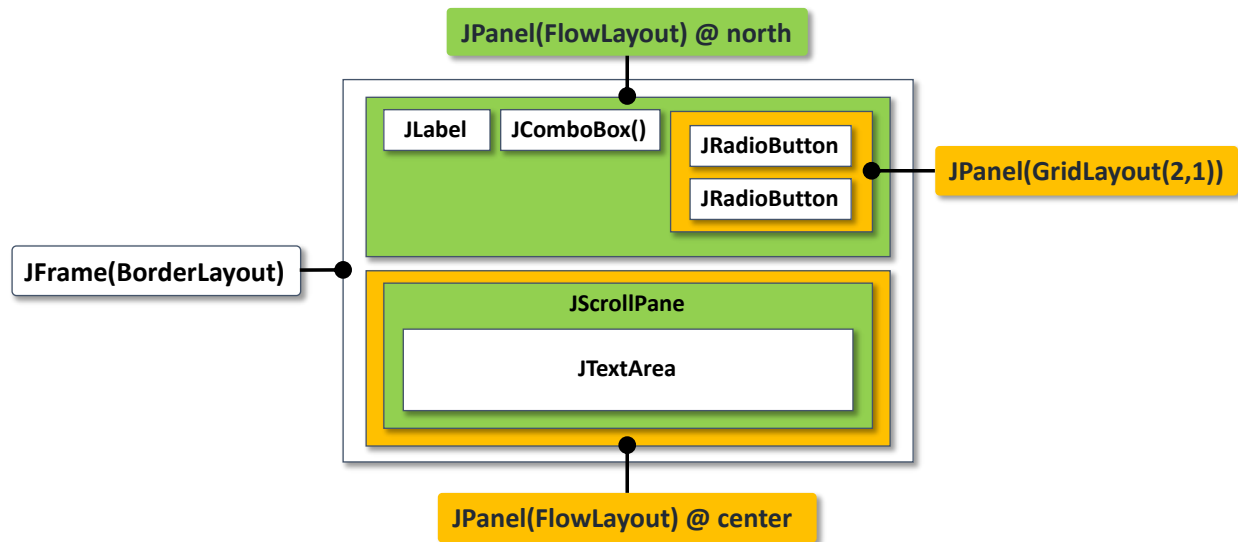 JPanel(FlowLayout) @ north
JLabel
JComboBox()
JRadioButton
JRadioButton
JPanel(GridLayout(2,1))
JFrame(BorderLayout)
JScrollPane
JTextArea
JPanel(FlowLayout) @ center